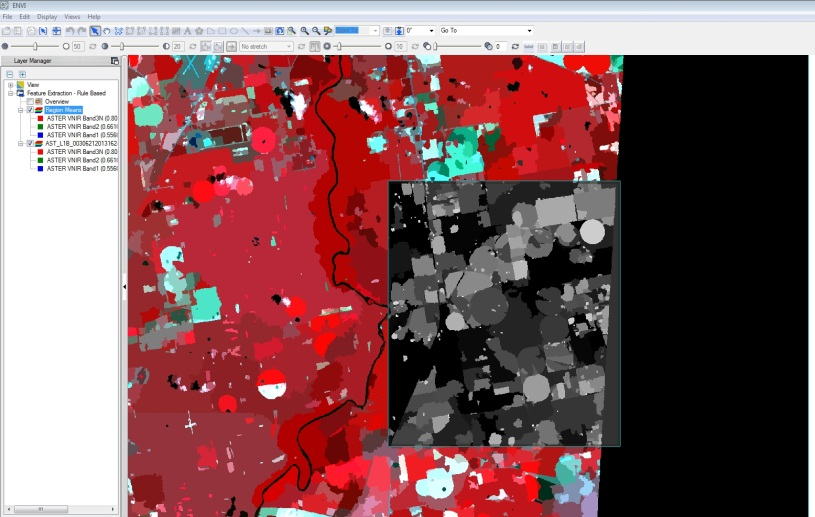 ENVI
File Edit Display Views Help
0° Go To
50 20 No stretch 10 0
Layer Manager
View
Feature Extraction - Rule Based
Overview
Region Means
ASTER VNIR Band3N (0.80
ASTER VNIR Band2 (0.661
ASTER VNIR Band1 (0.556
AST_L1B_00306212013162
ASTER VNIR Band3N (0.80
ASTER VNIR Band2 (0.661
ASTER VNIR Band1 (0.556